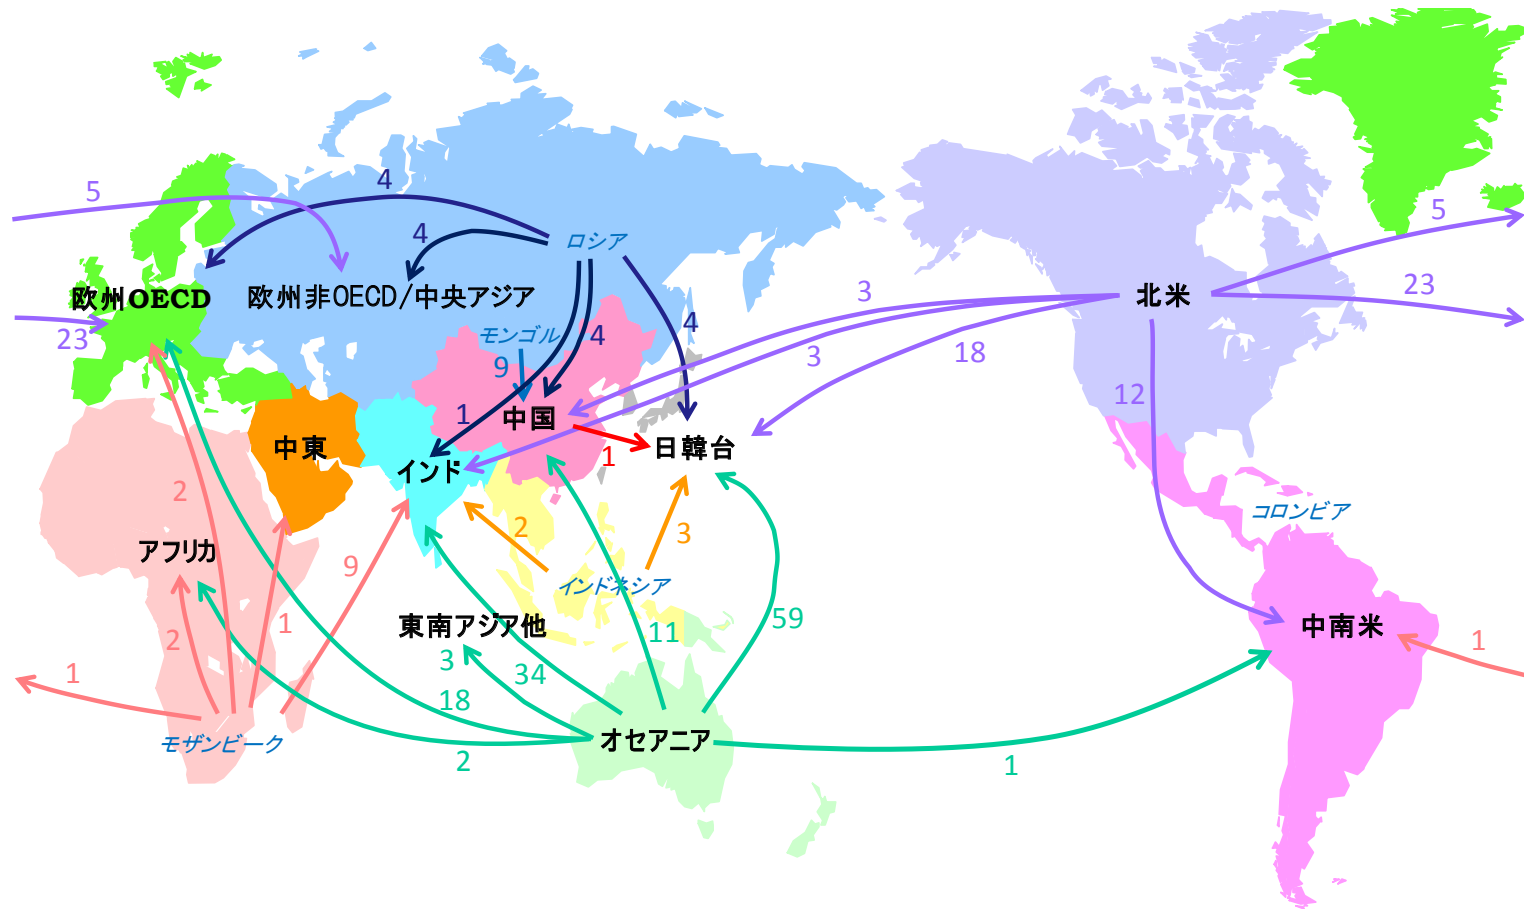 5
4
5
4
ロシア
欧州OECD
欧州非OECD/中央アジア
北米
3
23
23
モンゴル
4
4
3
18
9
12
1
中国
中東
インド
1
日韓台
2
コロンビア
2
3
アフリカ
9
インドネシア
1
東南アジア他
11
59
中南米
2
3
34
1
1
18
モザンビーク
オセアニア
2
1